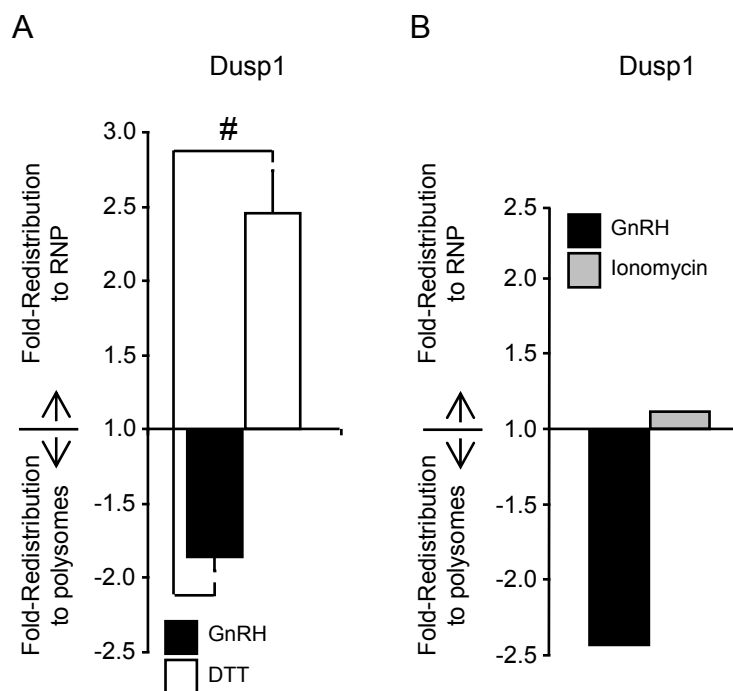 A
Dusp1
#
Fold-Redistribution
to RNP
Fold-Redistribution
to polysomes
3.0
2.5
2.0
1.5
1.0
-1.5
-2.0
-2.5
GnRH
DTT
B
Dusp1
Fold-Redistribution
to RNP
Fold-Redistribution
to polysomes
2.5
2.0
1.5
1.0
-1.5
-2.0
-2.5
GnRH
Ionomycin